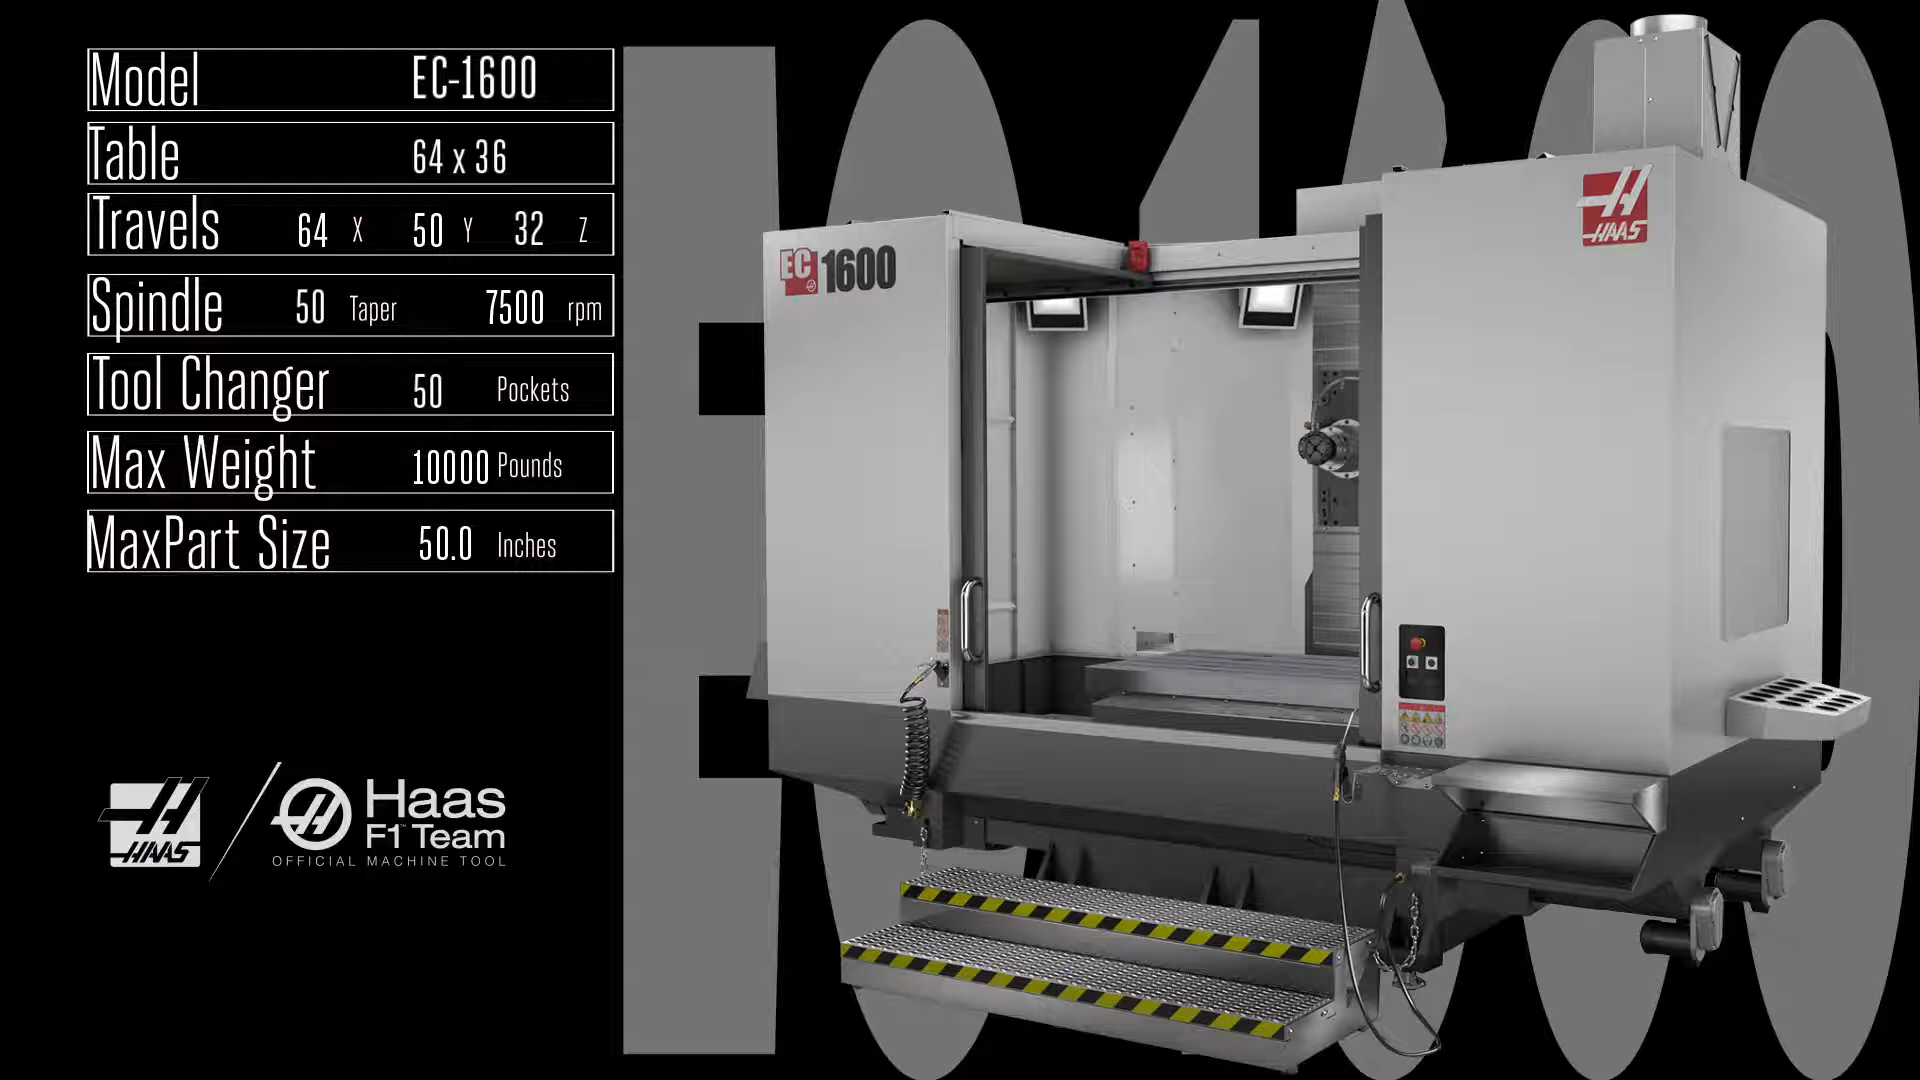 Model EC-1600
Table 64 x 36
Travels 64 X 50 Y 32 Z
Spindle 50 Taper 7500 rpm
Tool Changer 50 Pockets
Max Weight 10000 Pounds
MaxPart Size 50.0 Inches
HAAS
Haas
F1™ Team
OFFICIAL MACHINE TOOL
EC 1600
HAAS